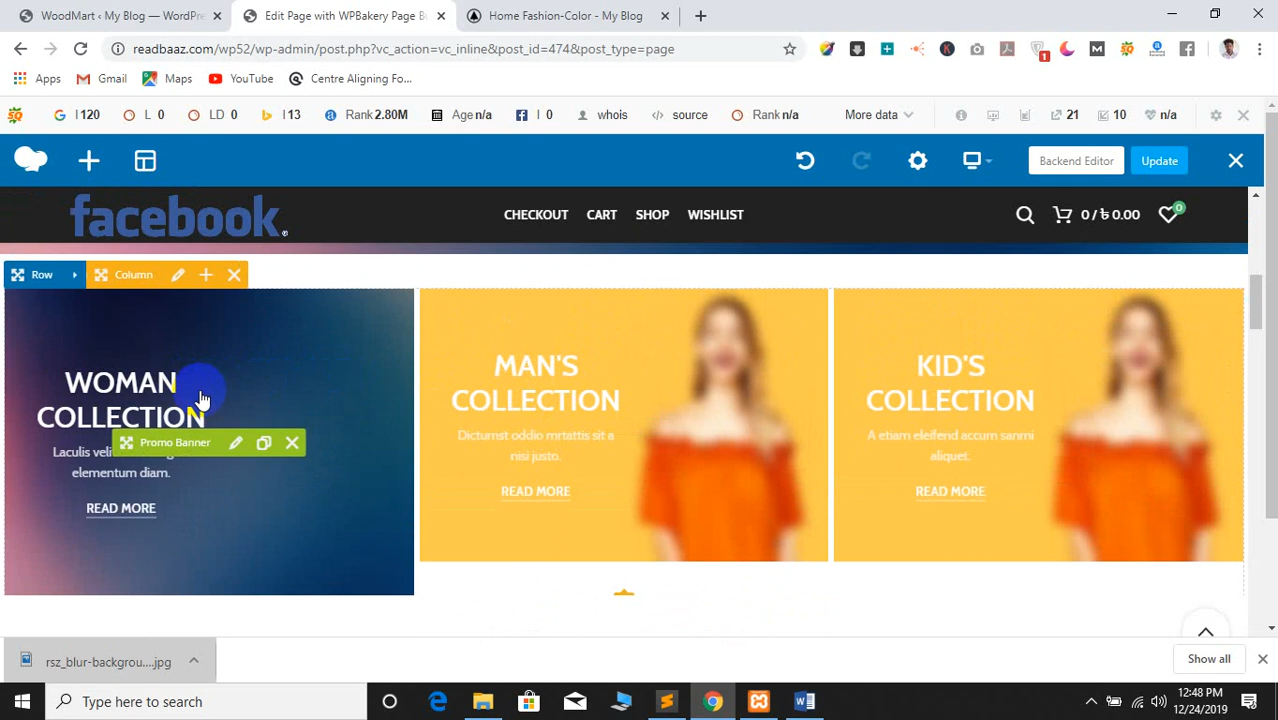 WoodMart ‹ My Blog — WordPre
Edit Page with WPBakery Page B
Home Fashion-Color - My Blog
readbaaz.com/wp52/wp-admin/post.php?vc_action=vc_inline&post_id=474&post_type=page
1
Apps
Gmail
Maps
YouTube
Centre Aligning Fo...
I 120
L 0
LD 0
I 13
Rank 2.80M
Age n/a
I 0
whois
source
Rank n/a
More data
21
10
n/a
Backend Editor
Update
facebook
CHECKOUT
CART
SHOP
WISHLIST
0 / ৳ 0.00
0
Row
Column
WOMAN
COLLECTION
Promo Banner
Laculis veli
elementum diam.
READ MORE
MAN'S
COLLECTION
Dictumst oddio mrtattis sit a
nisi justo.
READ MORE
KID'S
COLLECTION
A etiam eleifend accum sanmi
aliquet.
READ MORE
rsz_blur-backgrou....jpg
Show all
Type here to search
12:48 PM
12/24/2019